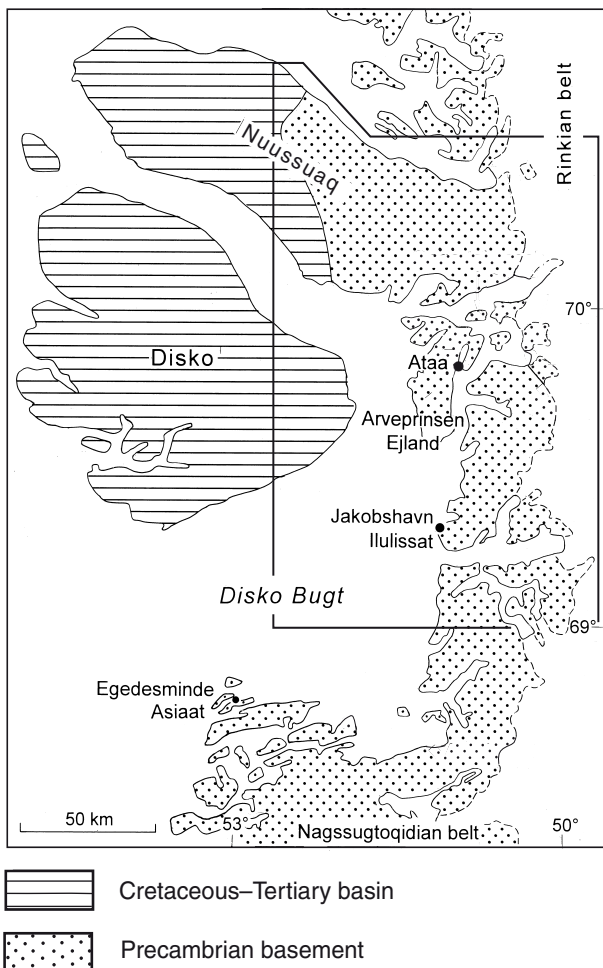 Rinkian belt
Nuussuaq
70°
Disko
Ataa
Arveprinsen
Ejland
Jakobshavn
Ilulissat
Disko Bugt
69°
Egedesminde
Asiaat
50 km
53°
Nagssugtoqidian belt
50°
Cretaceous–Tertiary basin
Precambrian basement